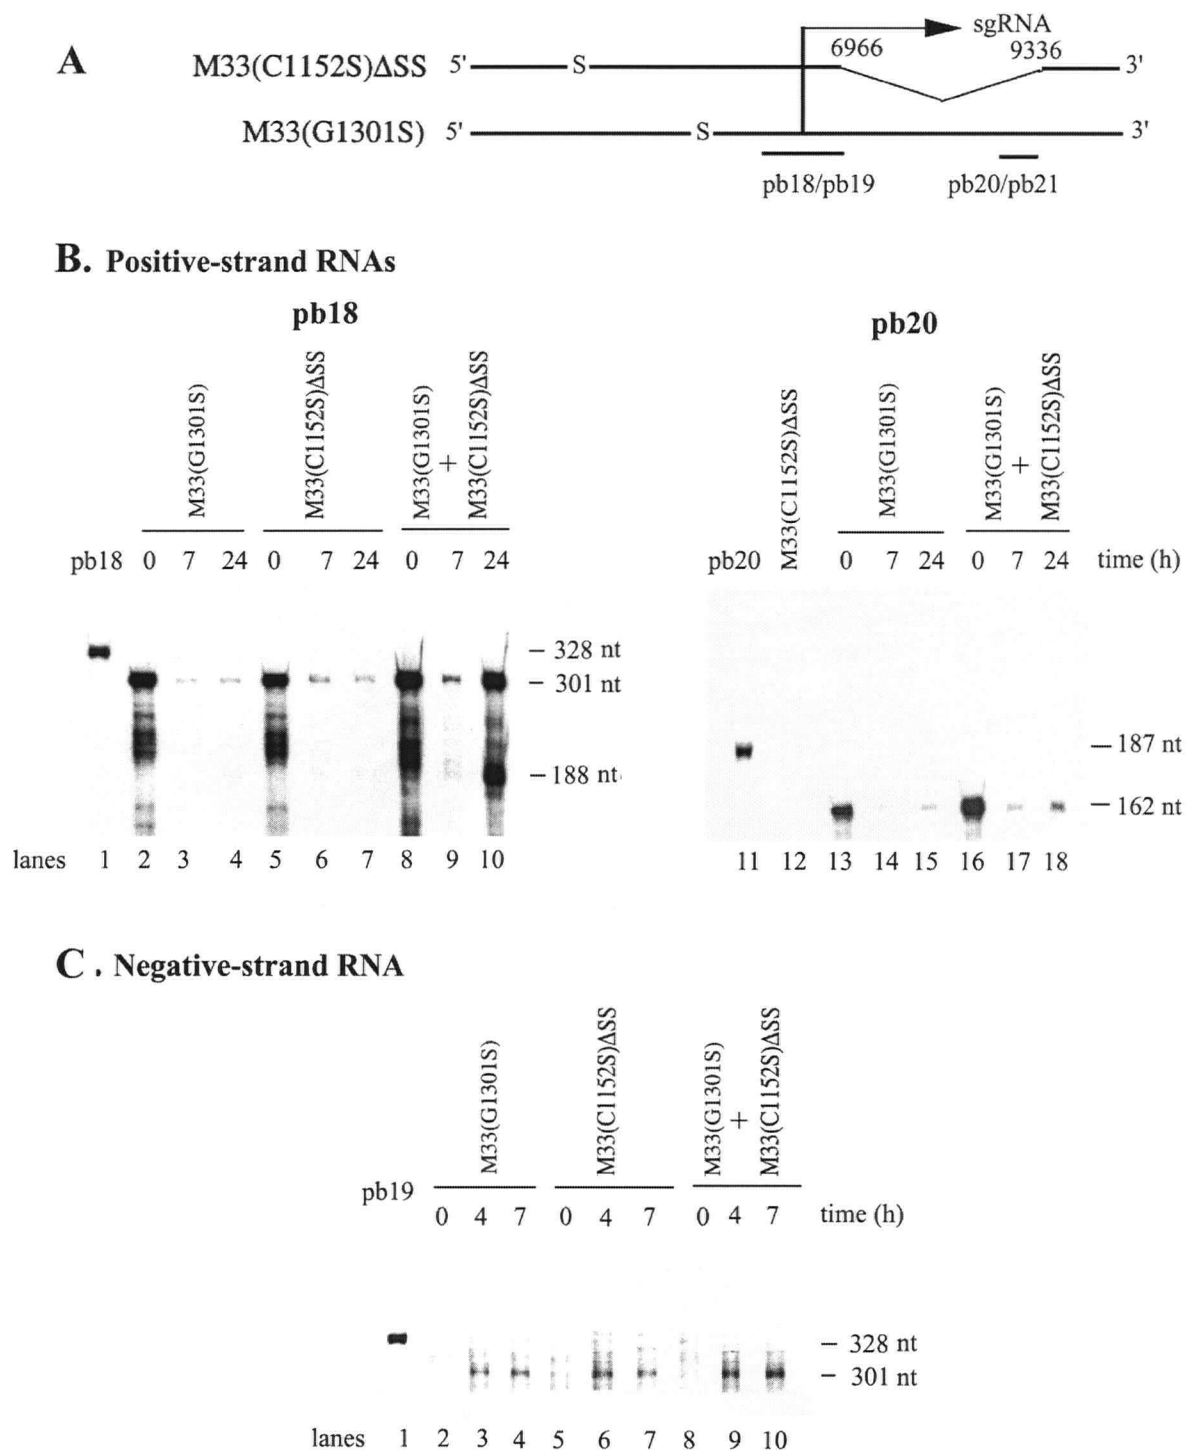 A
sgRNA
6966
9336
M33(C1152S)ΔSS 5' S 3'
M33(G1301S) 5' S 3'
pb18/pb19
pb20/pb21
B. Positive-strand RNAs
pb18
M33(G1301S)
M33(C1152S)ΔSS
M33(G1301S)
+
M33(C1152S)ΔSS
pb18 0 7 24 0 7 24 0 7 24
– 328 nt
– 301 nt
– 188 nt
lanes 1 2 3 4 5 6 7 8 9 10
pb20
M33(C1152S)ΔSS
M33(G1301S)
M33(G1301S)
+
M33(C1152S)ΔSS
pb20 0 7 24 0 7 24 time (h)
– 187 nt
– 162 nt
11 12 13 14 15 16 17 18
C. Negative-strand RNA
M33(G1301S)
M33(C1152S)ΔSS
M33(G1301S)
+
M33(C1152S)ΔSS
pb19
0 4 7 0 4 7 0 4 7 time (h)
– 328 nt
– 301 nt
lanes 1 2 3 4 5 6 7 8 9 10